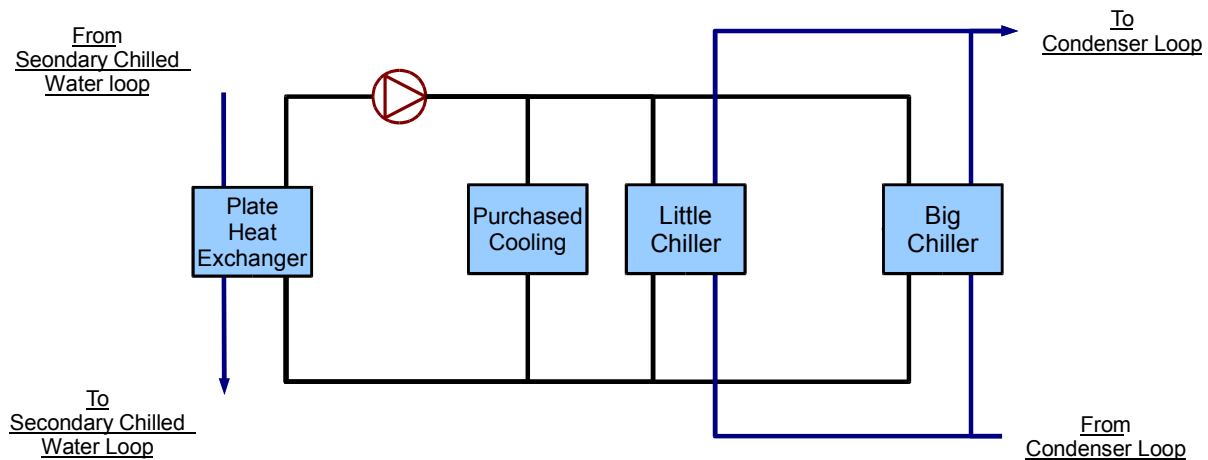 From
Seondary Chilled
Water loop
To
Condenser Loop
Plate
Heat
Exchanger
Purchased
Cooling
Little
Chiller
Big
Chiller
To
Secondary Chilled
Water Loop
From
Condenser Loop